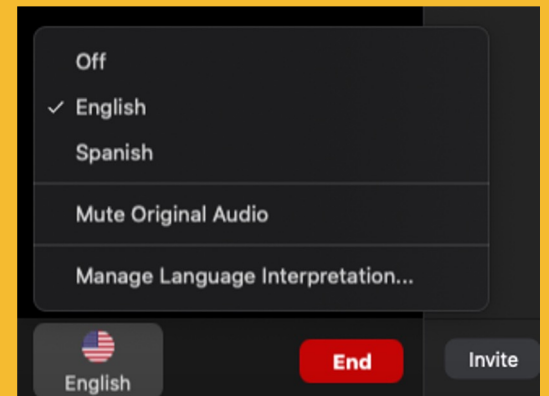 Off
✓ English
Spanish
Mute Original Audio
Manage Language Interpretation...
English
End
Invite